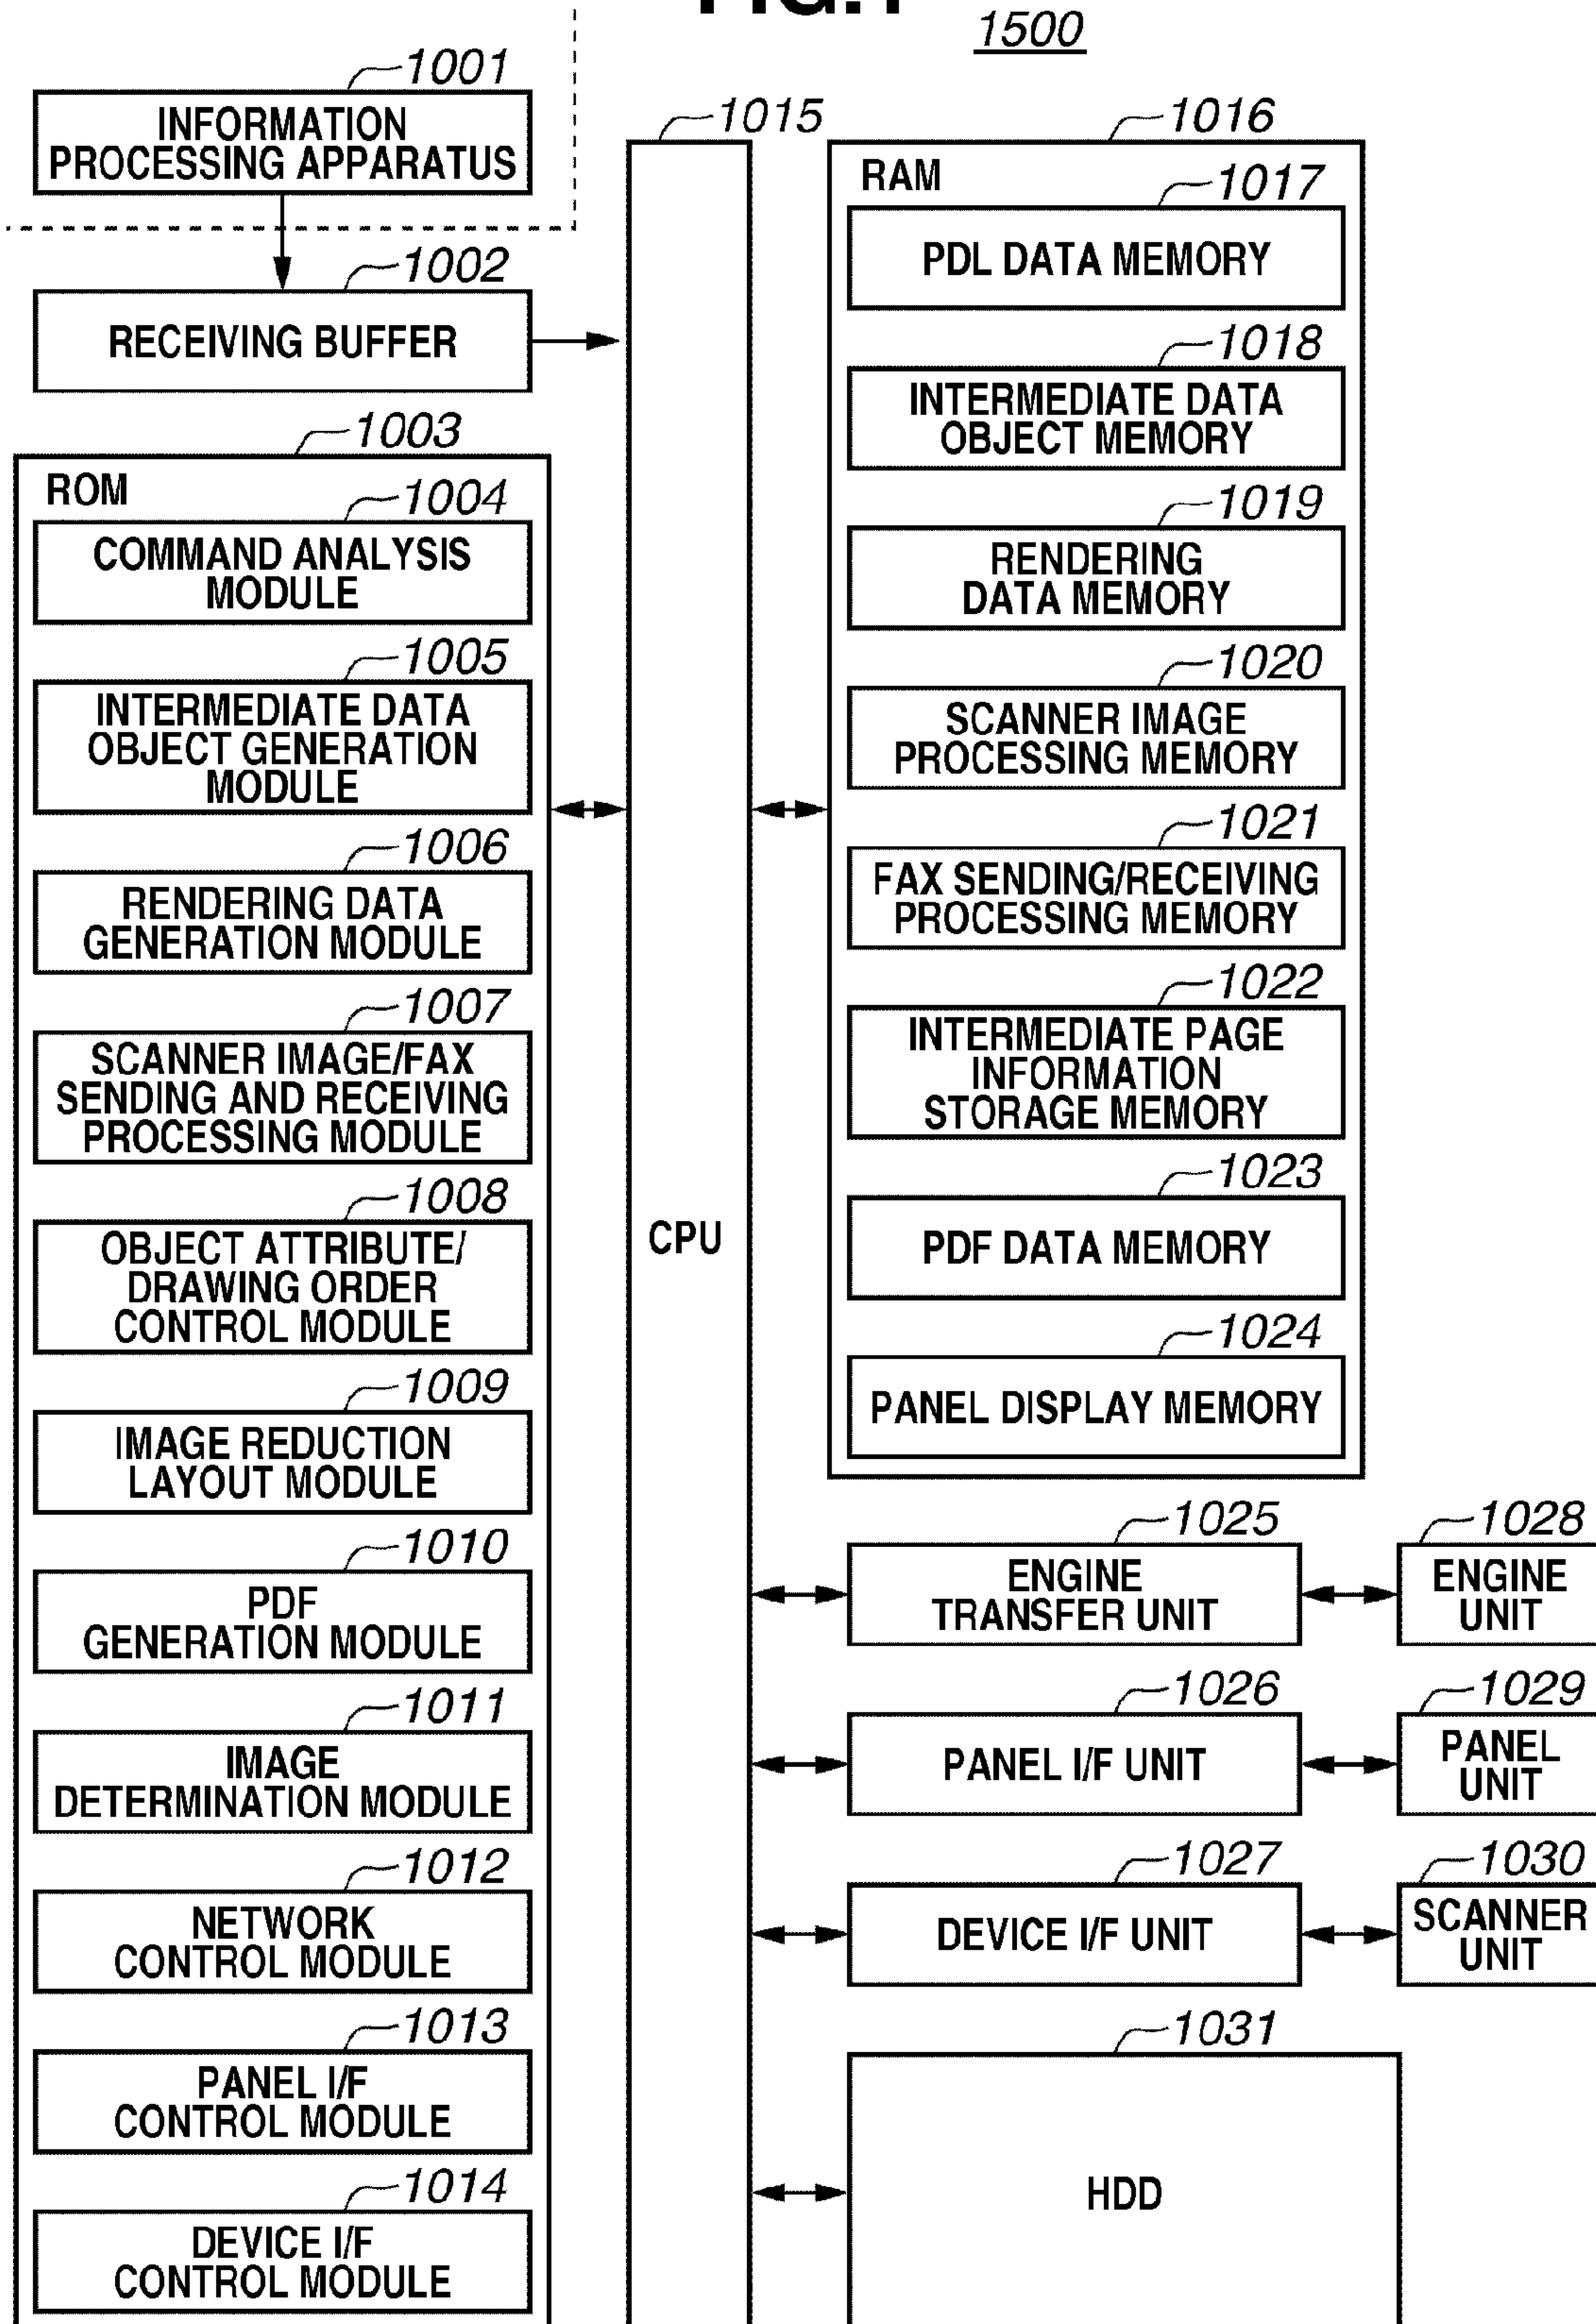 FIG.1
1500
1001
INFORMATION
PROCESSING APPARATUS
1002
RECEIVING BUFFER
1003
ROM
1004
COMMAND ANALYSIS
MODULE
1005
INTERMEDIATE DATA
OBJECT GENERATION
MODULE
1006
RENDERING DATA
GENERATION MODULE
1007
SCANNER IMAGE/FAX
SENDING AND RECEIVING
PROCESSING MODULE
1008
OBJECT ATTRIBUTE/
DRAWING ORDER
CONTROL MODULE
1009
IMAGE REDUCTION
LAYOUT MODULE
1010
PDF
GENERATION MODULE
1011
IMAGE
DETERMINATION MODULE
1012
NETWORK
CONTROL MODULE
1013
PANEL I/F
CONTROL MODULE
1014
DEVICE I/F
CONTROL MODULE
1015
CPU
1016
RAM
1017
PDL DATA MEMORY
1018
INTERMEDIATE DATA
OBJECT MEMORY
1019
RENDERING
DATA MEMORY
1020
SCANNER IMAGE
PROCESSING MEMORY
1021
FAX SENDING/RECEIVING
PROCESSING MEMORY
1022
INTERMEDIATE PAGE
INFORMATION
STORAGE MEMORY
1023
PDF DATA MEMORY
1024
PANEL DISPLAY MEMORY
1025
ENGINE
TRANSFER UNIT
1028
ENGINE
UNIT
1026
PANEL I/F UNIT
1029
PANEL
UNIT
1027
DEVICE I/F UNIT
1030
SCANNER
UNIT
1031
HDD